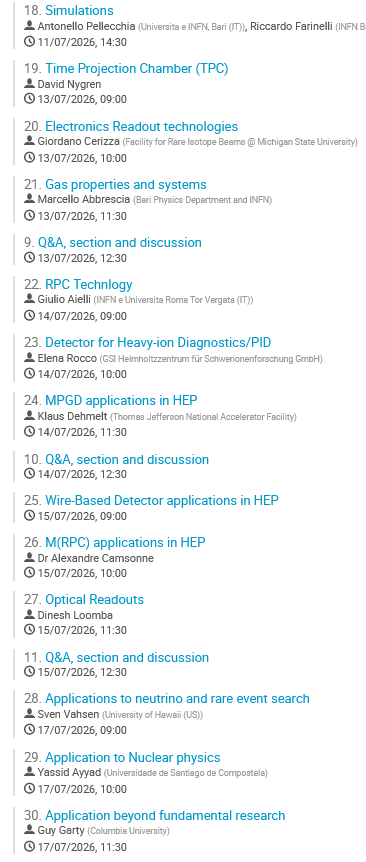 18. Simulations
Antonello Pellecchia (Universita e INFN, Bari (IT)), Riccardo Farinelli (INFN B
11/07/2026, 14:30
19. Time Projection Chamber (TPC)
David Nygren
13/07/2026, 09:00
20. Electronics Readout technologies
Giordano Cerizza (Facility for Rare Isotope Beams @ Michigan State University)
13/07/2026, 10:00
21. Gas properties and systems
Marcello Abbrescia (Bari Physics Department and INFN)
13/07/2026, 11:30
9. Q&A, section and discussion
13/07/2026, 12:30
22. RPC Technlogy
Giulio Aielli (INFN e Universita Roma Tor Vergata (IT))
14/07/2026, 09:00
23. Detector for Heavy-ion Diagnostics/PID
Elena Rocco (GSI Helmholtzzentrum für Schwerionenforschung GmbH)
14/07/2026, 10:00
24. MPGD applications in HEP
Klaus Dehmelt (Thomas Jefferson National Accelerator Facility)
14/07/2026, 11:30
10. Q&A, section and discussion
14/07/2026, 12:30
25. Wire-Based Detector applications in HEP
15/07/2026, 09:00
26. M(RPC) applications in HEP
Dr Alexandre Camsonne
15/07/2026, 10:00
27. Optical Readouts
Dinesh Loomba
15/07/2026, 11:30
11. Q&A, section and discussion
15/07/2026, 12:30
28. Applications to neutrino and rare event search
Sven Vahsen (University of Hawaii (US))
17/07/2026, 09:00
29. Application to Nuclear physics
Yassid Ayyad (Universidade de Santiago de Compostela)
17/07/2026, 10:00
30. Application beyond fundamental research
Guy Garty (Columbia University)
17/07/2026, 11:30